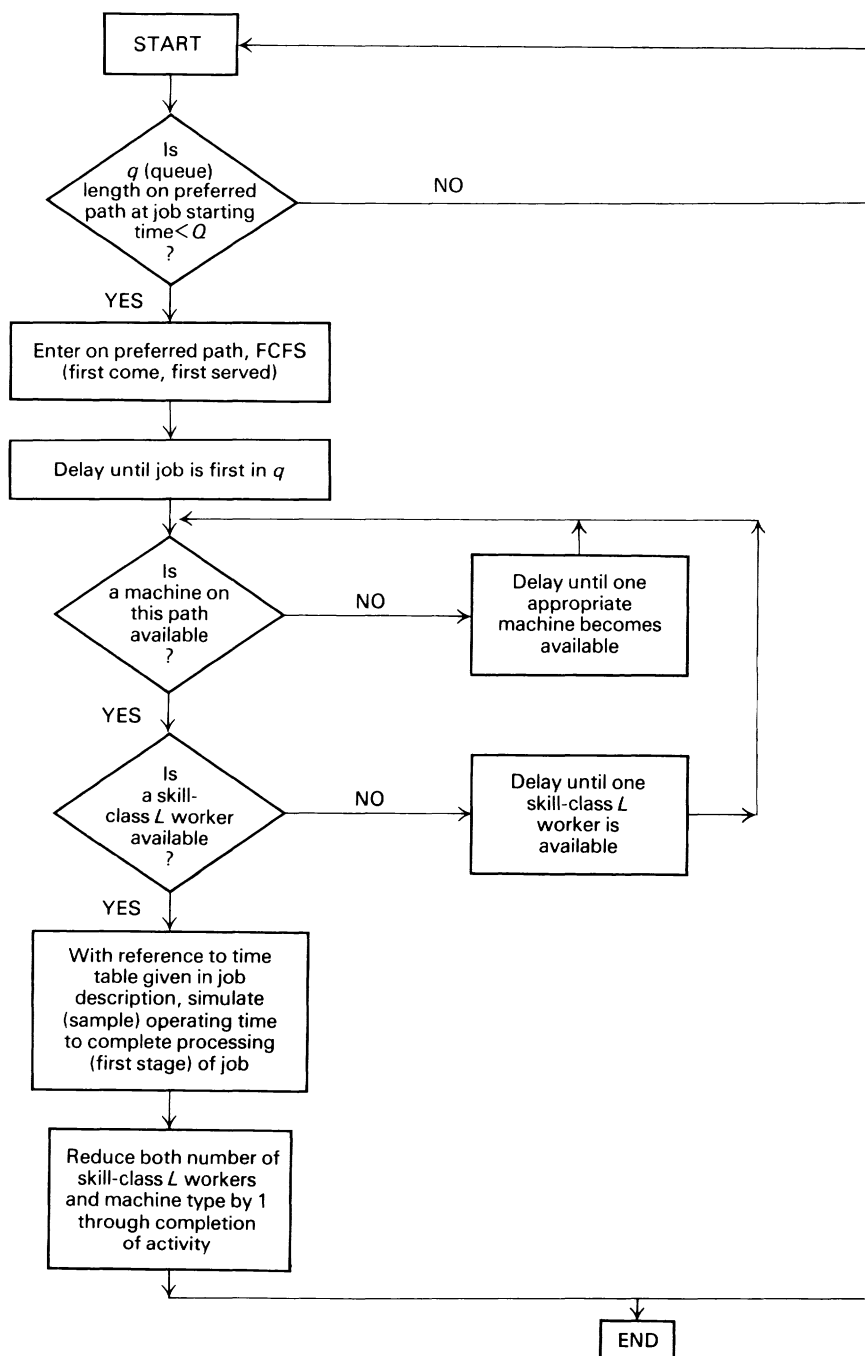 START
Is
q (queue)
length on preferred
path at job starting
time< Q
?
NO
YES
Enter on preferred path, FCFS
(first come, first served)
Delay until job is first in q
Is
a machine on
this path
available
?
NO
Delay until one
appropriate
machine becomes
available
YES
Is
a skill-
class L worker
available
?
NO
Delay until one
skill-class L
worker is
available
YES
With reference to time
table given in job
description, simulate
(sample) operating time
to complete processing
(first stage) of job
Reduce both number of
skill-class L workers
and machine type by 1
through completion
of activity
END